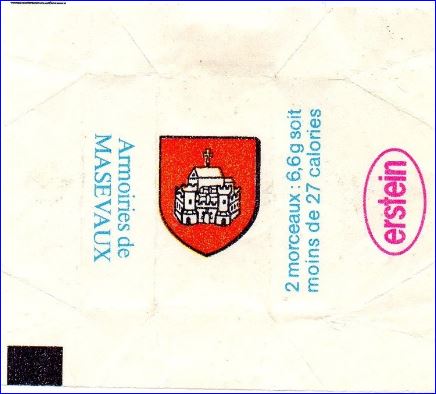 Armoiries de
MASEVAUX
2 morceaux : 6,6 g soit
moins de 27 calories
erstein